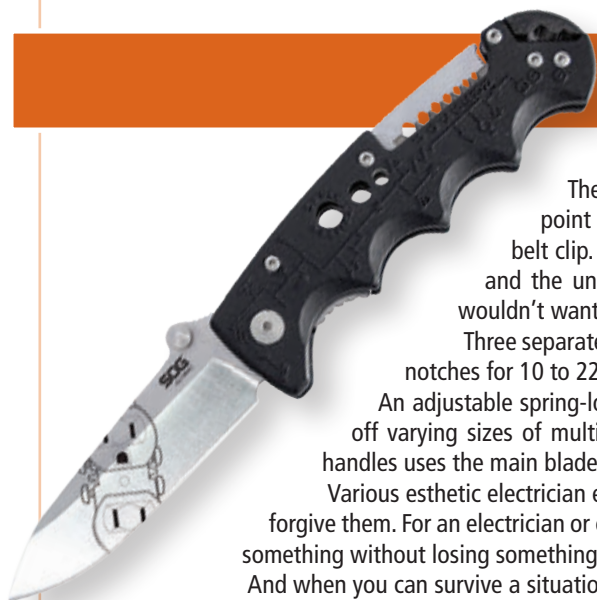 SOG
The
point
belt clip.
and the un
wouldn't want
Three separate
notches for 10 to 22
An adjustable spring-lo
off varying sizes of multi
handles uses the main blade
Various esthetic electrician e
forgive them. For an electrician or
something without losing something
And when you can survive a situatio